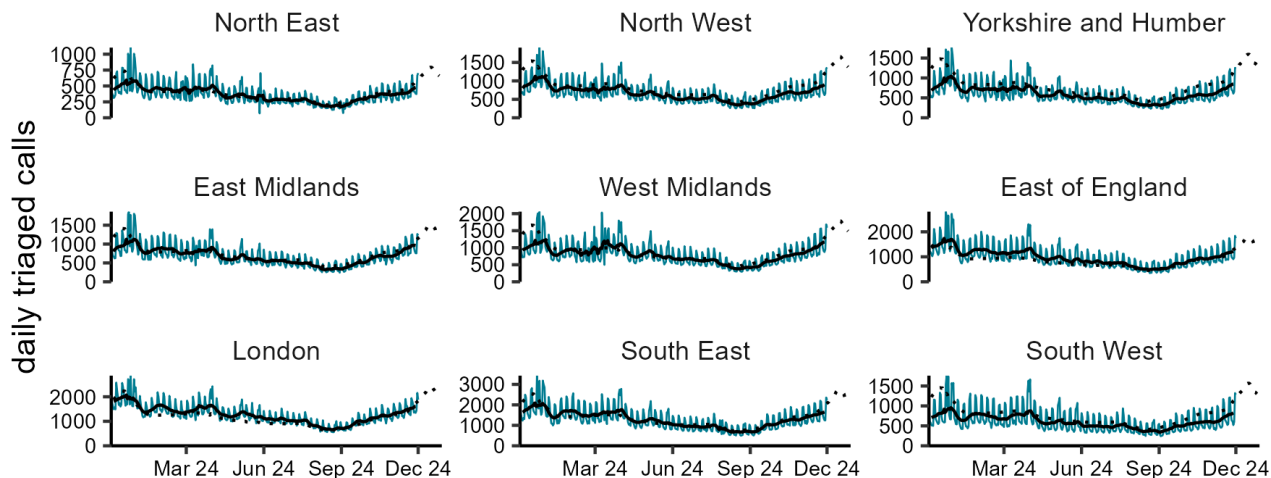 North East
North West
Yorkshire and Humber
1000
750
500
250
0
1500
1000
500
0
1500
1000
500
0
daily triaged calls
East Midlands
West Midlands
East of England
1500
1000
500
0
2000
1500
1000
500
0
2000
1000
0
London
South East
South West
2000
1000
0
3000
2000
1000
0
1500
1000
500
0
Mar 24 Jun 24 Sep 24 Dec 24
Mar 24 Jun 24 Sep 24 Dec 24
Mar 24 Jun 24 Sep 24 Dec 24